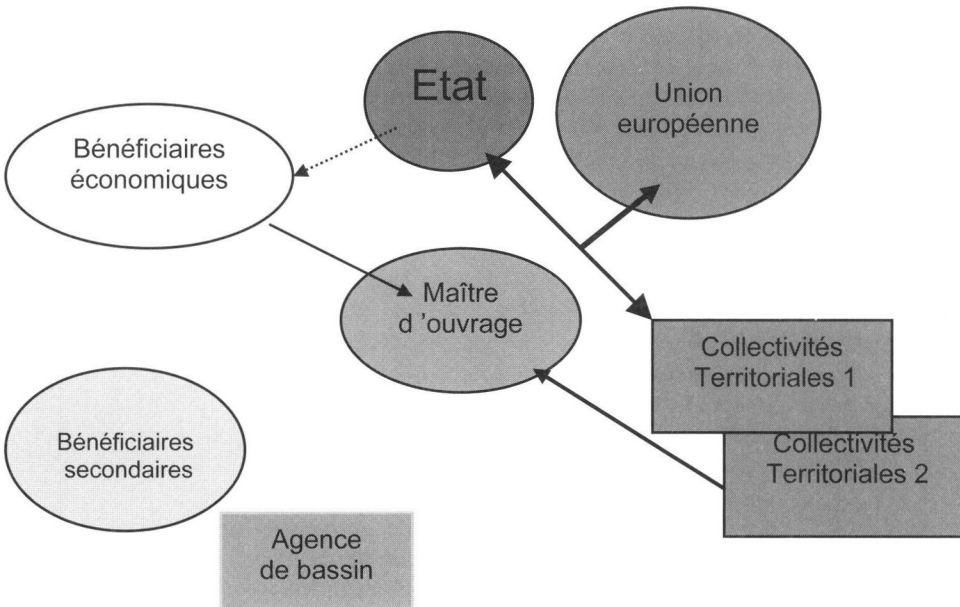 Etat
Union
européenne
Bénéficiaires
économiques
Maître
d 'ouvrage
Collectivités
Territoriales 1
Collectivités
Territoriales 2
Bénéficiaires
secondaires
Agence
de bassin